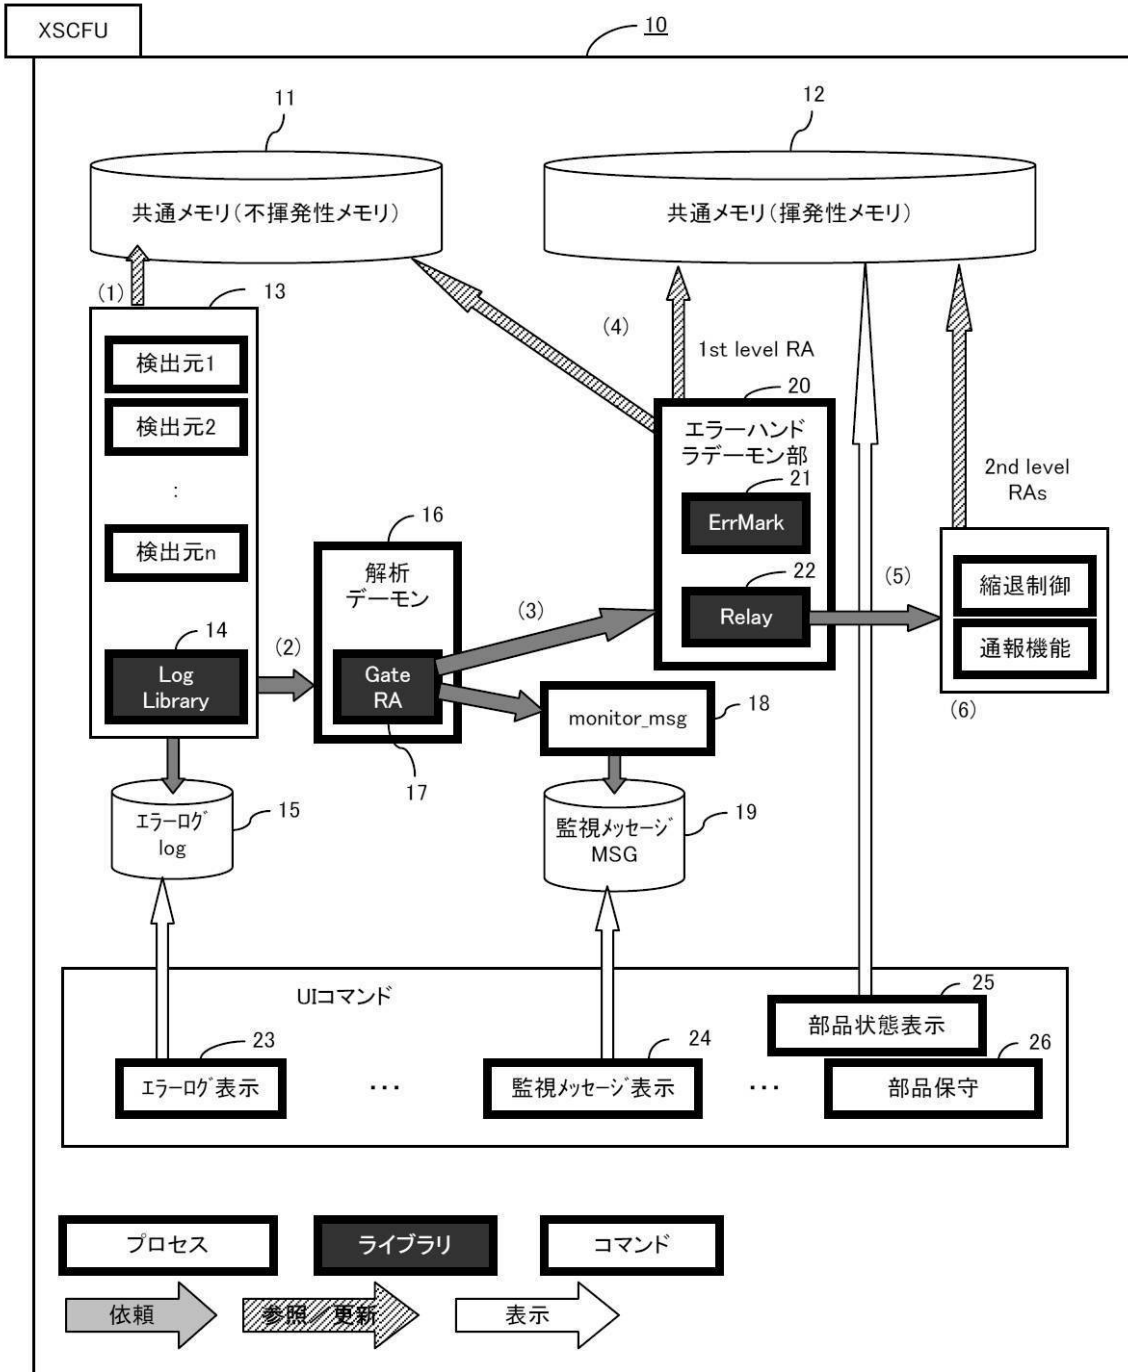 XSCFU
10
11
12
共通メモリ(不揮発性メモリ)
共通メモリ(揮発性メモリ)
(1)
13
検出元1
検出元2
:
検出元n
14
Log
Library
(2)
16
解析
デーモン
Gate
RA
17
(3)
(4)
1st level RA
20
エラーハンド
ラデーモン部
21
ErrMark
22
Relay
(5)
2nd level
RAs
縮退制御
通報機能
(6)
monitor_msg
18
エラーログ
log
15
監視メッセージ
MSG
19
UIコマンド
23
エラーログ表示
…
24
監視メッセージ表示
…
25
部品状態表示
26
部品保守
プロセス
ライブラリ
コマンド
依頼
参照／更新
表示